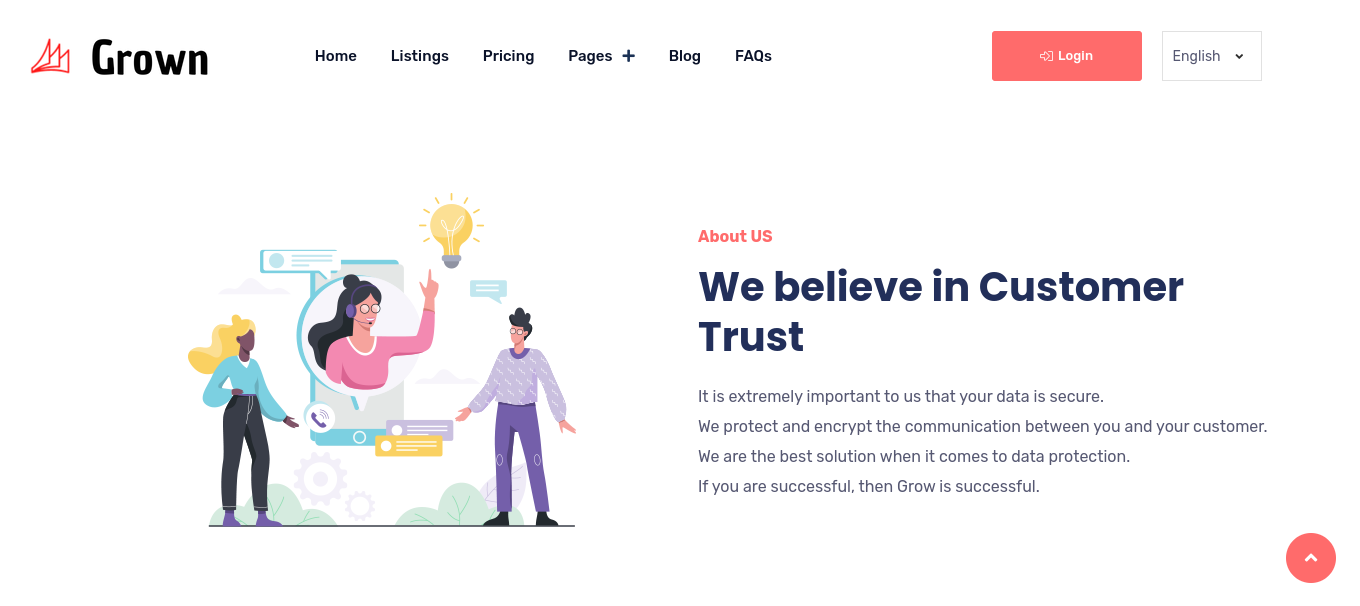 Grown
Home Listings Pricing Pages Blog FAQs
Login
English
About US
We believe in Customer
Trust
It is extremely important to us that your data is secure.
We protect and encrypt the communication between you and your customer.
We are the best solution when it comes to data protection.
If you are successful, then Grow is successful.